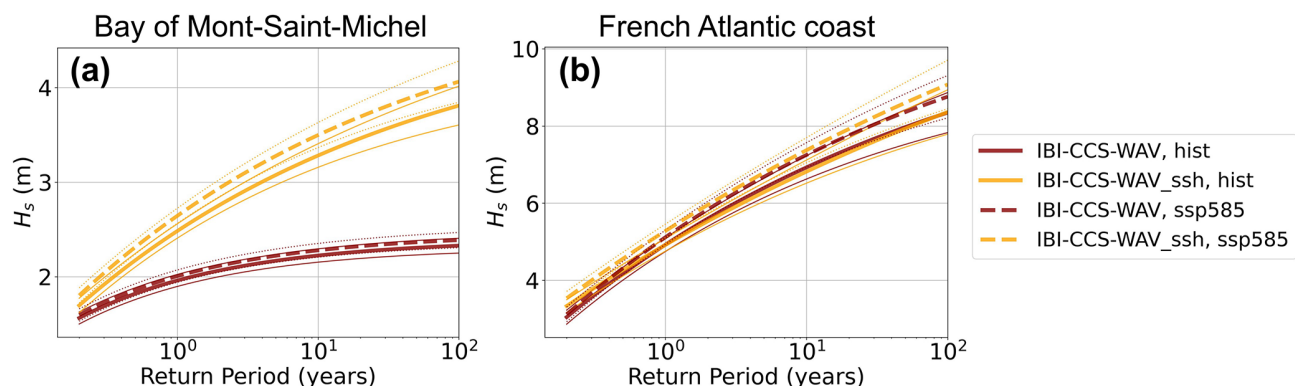 Bay of Mont-Saint-Michel
(a)
4
3
2
H_s (m)
10^0
10^1
10^2
Return Period (years)
French Atlantic coast
(b)
10
8
6
4
H_s (m)
10^0
10^1
10^2
Return Period (years)
IBI-CCS-WAV, hist
IBI-CCS-WAV_ssh, hist
IBI-CCS-WAV, ssp585
IBI-CCS-WAV_ssh, ssp585